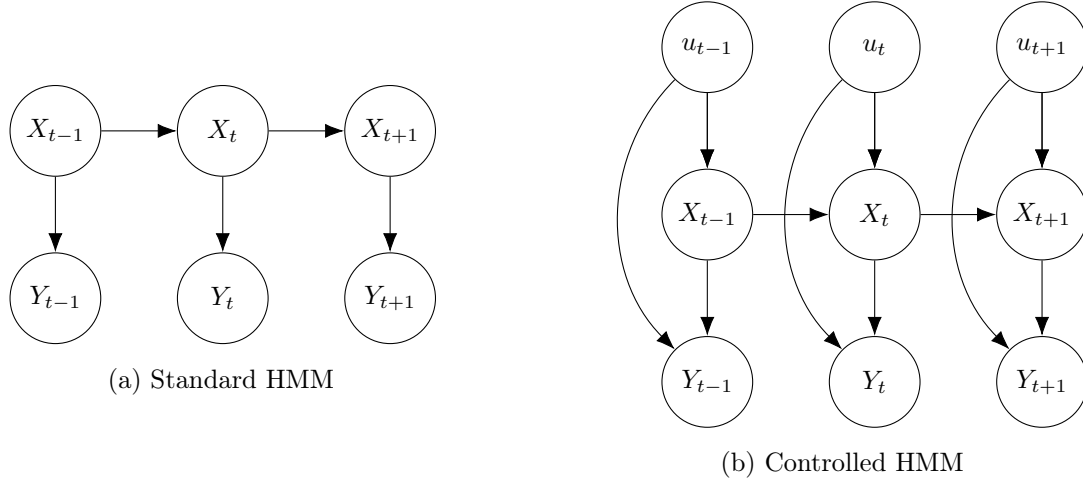 X_{t−1} X_t X_{t+1}
Y_{t−1} Y_t Y_{t+1}
(a) Standard HMM
u_{t−1} u_t u_{t+1}
X_{t−1} X_t X_{t+1}
Y_{t−1} Y_t Y_{t+1}
(b) Controlled HMM